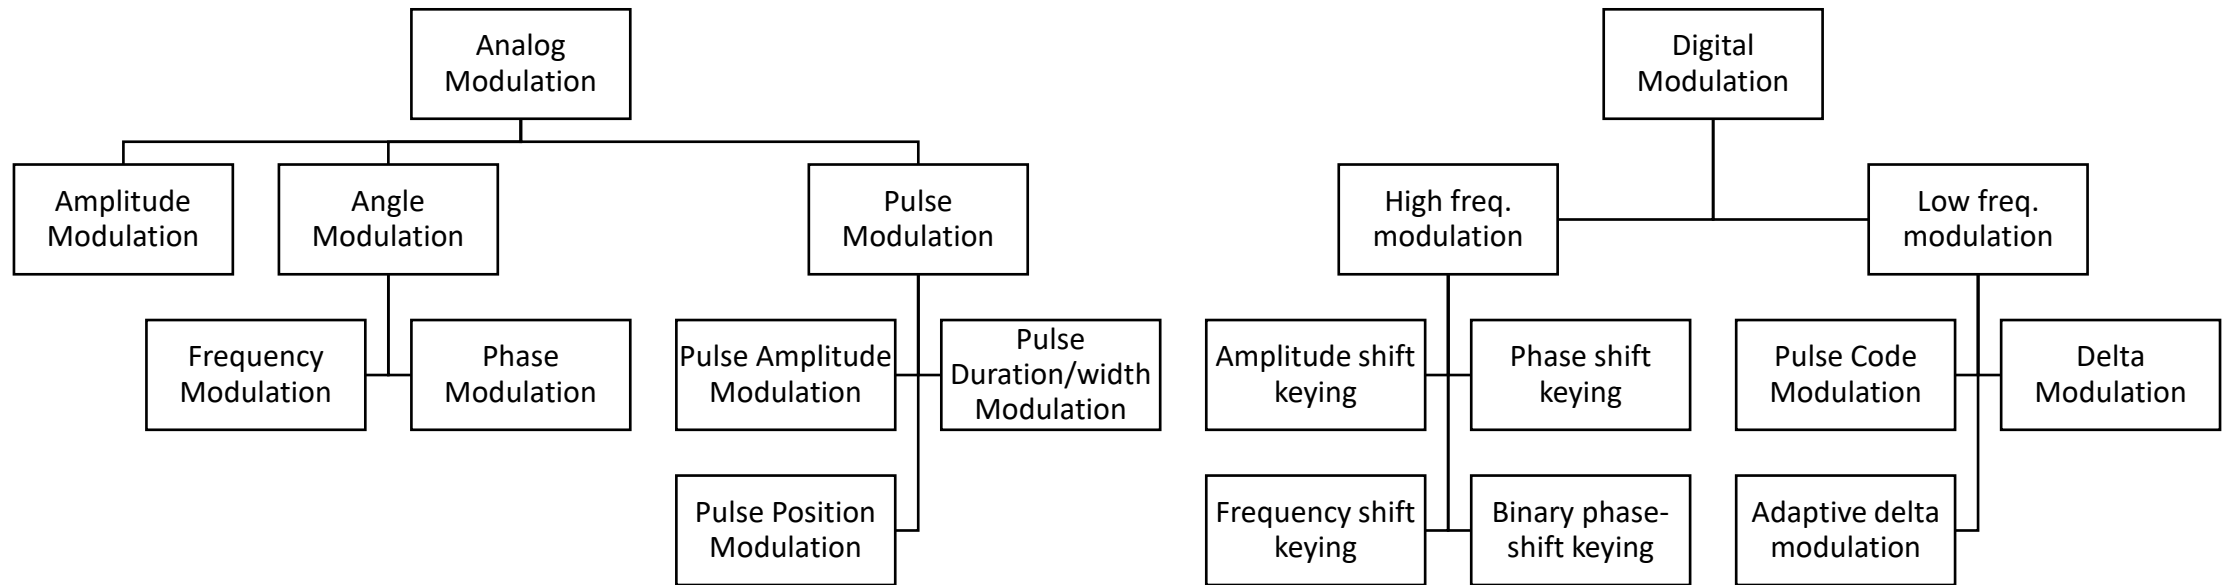 Analog
Modulation
Amplitude
Modulation
Angle
Modulation
Frequency
Modulation
Phase
Modulation
Pulse
Modulation
Pulse Amplitude
Modulation
Pulse
Duration/width
Modulation
Pulse Position
Modulation
Digital
Modulation
High freq.
modulation
Amplitude shift
keying
Phase shift
keying
Frequency shift
keying
Binary phase-
shift keying
Low freq.
modulation
Pulse Code
Modulation
Delta
Modulation
Adaptive delta
modulation